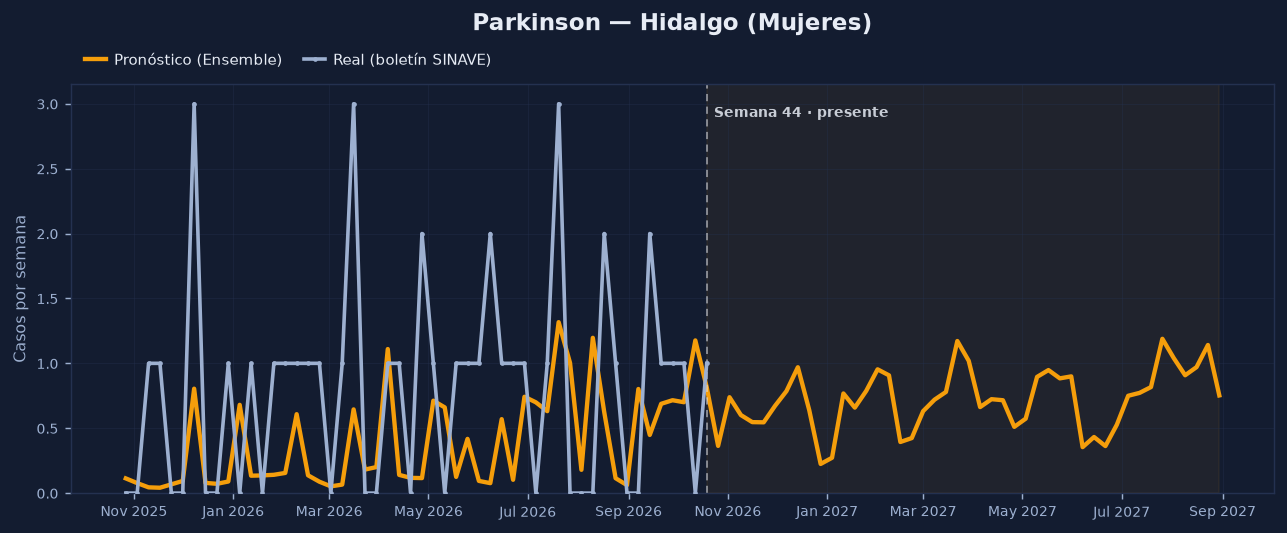 Parkinson — Hidalgo (Mujeres)
Pronóstico (Ensemble)
Real (boletín SINAVE)
Semana 44 · presente
Casos por semana
3.0
2.5
2.0
1.5
1.0
0.5
0.0
Nov 2025
Jan 2026
Mar 2026
May 2026
Jul 2026
Sep 2026
Nov 2026
Jan 2027
Mar 2027
May 2027
Jul 2027
Sep 2027